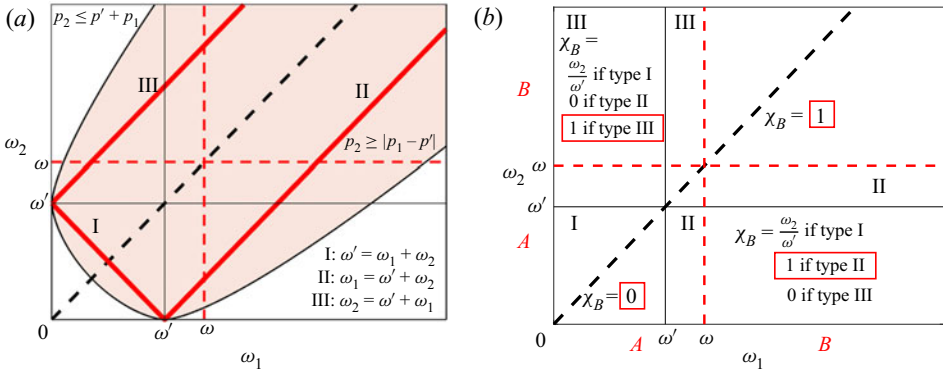 (a)
p₂ ≤ p′ + p₁
III
II
p₂ ≥ |p₁ – p′|
ω₂
ω
ω′
I
I: ω′ = ω₁ + ω₂
II: ω₁ = ω′ + ω₂
III: ω₂ = ω′ + ω₁
0
ω′
ω
ω₁
(b)
III
III
χ_B =
ω₂/ω′ if type I
0 if type II
1 if type III
B
χ_B = 1
ω
ω₂
II
ω′
I
II
χ_B = ω₂/ω′ if type I
1 if type II
0 if type III
A
χ_B = 0
0
A
ω′
ω
ω₁
B